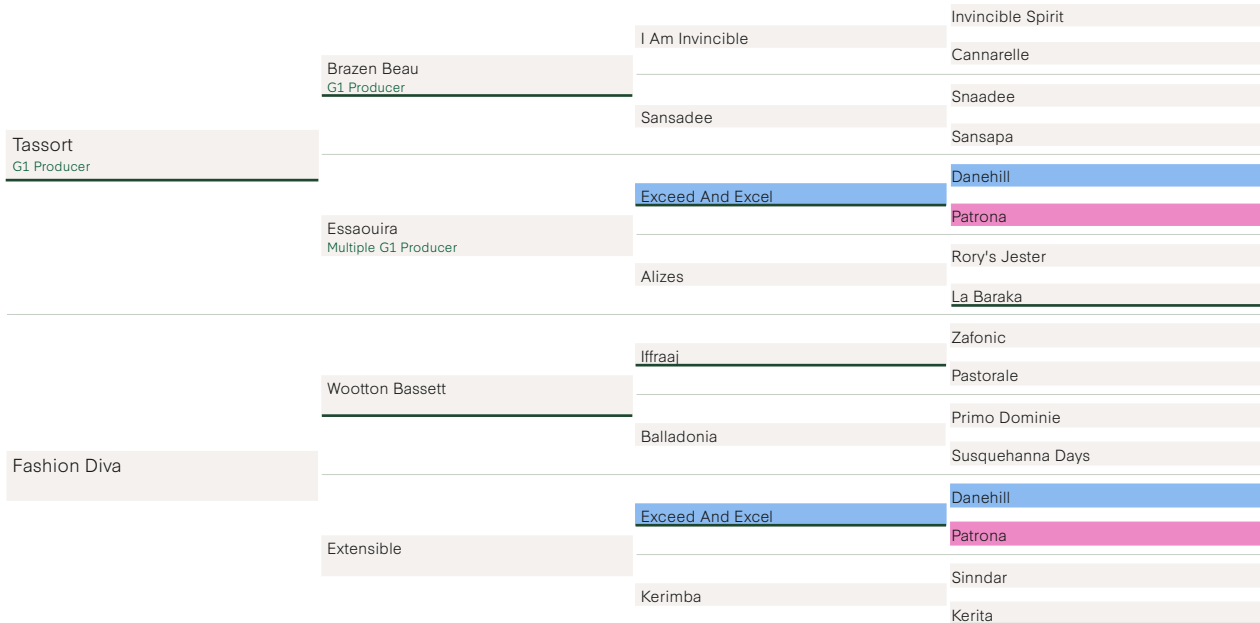 Tassort
G1 Producer
Fashion Diva
Brazen Beau
G1 Producer
Essaouira
Multiple G1 Producer
Wootton Bassett
Extensible
I Am Invincible
Sansadee
Exceed And Excel
Alizes
Iffraaj
Balladonia
Exceed And Excel
Kerimba
Invincible Spirit
Cannarelle
Snaadee
Sansapa
Danehill
Patrona
Rory's Jester
La Baraka
Zafonic
Pastorale
Primo Dominie
Susquehanna Days
Danehill
Patrona
Sinndar
Kerita